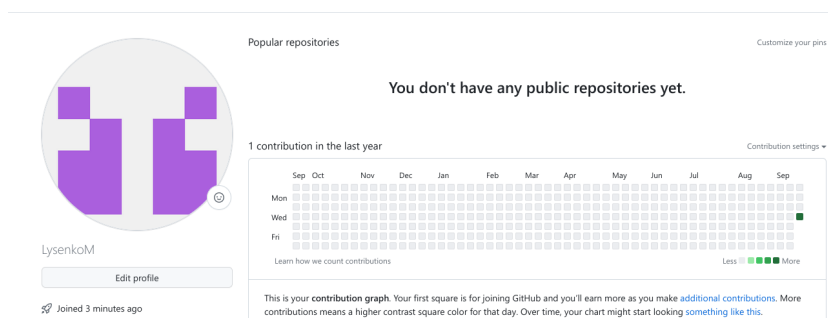 Popular repositories
Customize your pins
You don't have any public repositories yet.
1 contribution in the last year
Contribution settings
Sep Oct Nov Dec Jan Feb Mar Apr May Jun Jul Aug Sep
Mon
Wed
Fri
Learn how we count contributions
Less More
LysenkoM
Edit profile
Joined 3 minutes ago
This is your contribution graph. Your first square is for joining GitHub and you'll earn more as you make additional contributions. More
contributions means a higher contrast square color for that day. Over time, your chart might start looking something like this.